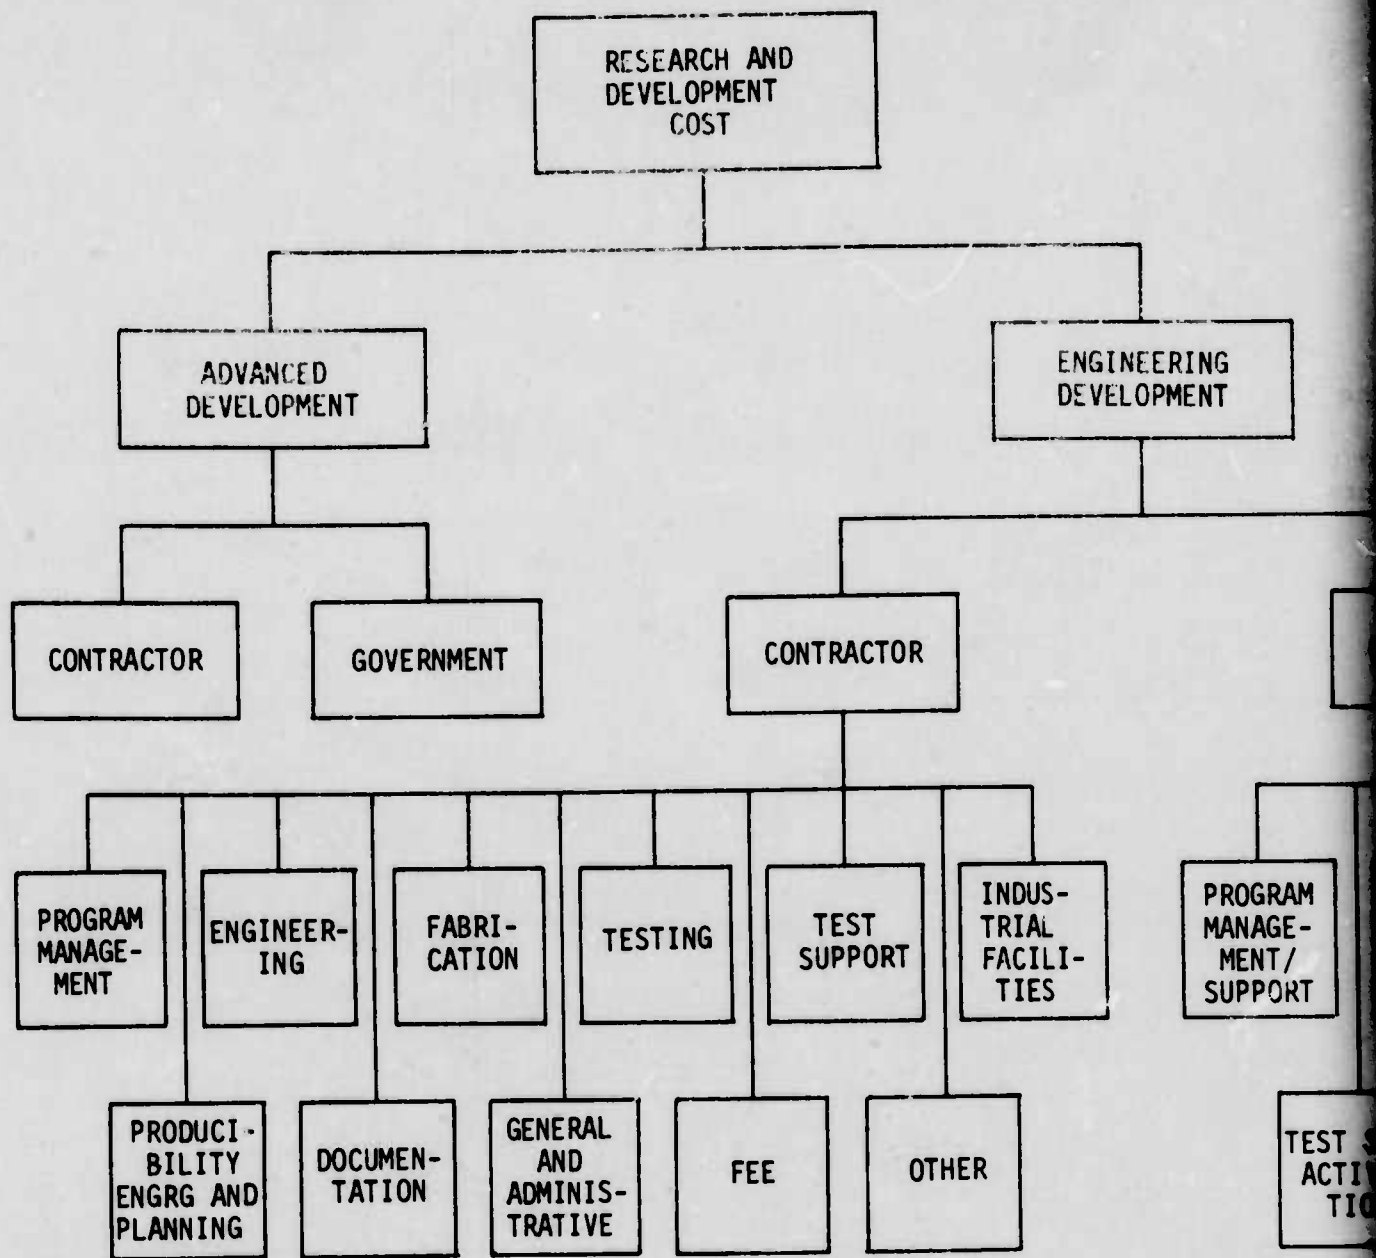 RESEARCH AND
DEVELOPMENT
COST
ADVANCED
DEVELOPMENT
ENGINEERING
DEVELOPMENT
CONTRACTOR
GOVERNMENT
CONTRACTOR
PROGRAM
MANAGE-
MENT
ENGINEER-
ING
FABRI-
CATION
TESTING
TEST
SUPPORT
INDUS-
TRIAL
FACILI-
TIES
PROGRAM
MANAGE-
MENT/
SUPPORT
PRODUCI-
BILITY
ENGRG AND
PLANNING
DOCUMEN-
TATION
GENERAL
AND
ADMINIS-
TRATIVE
FEE
OTHER
TEST